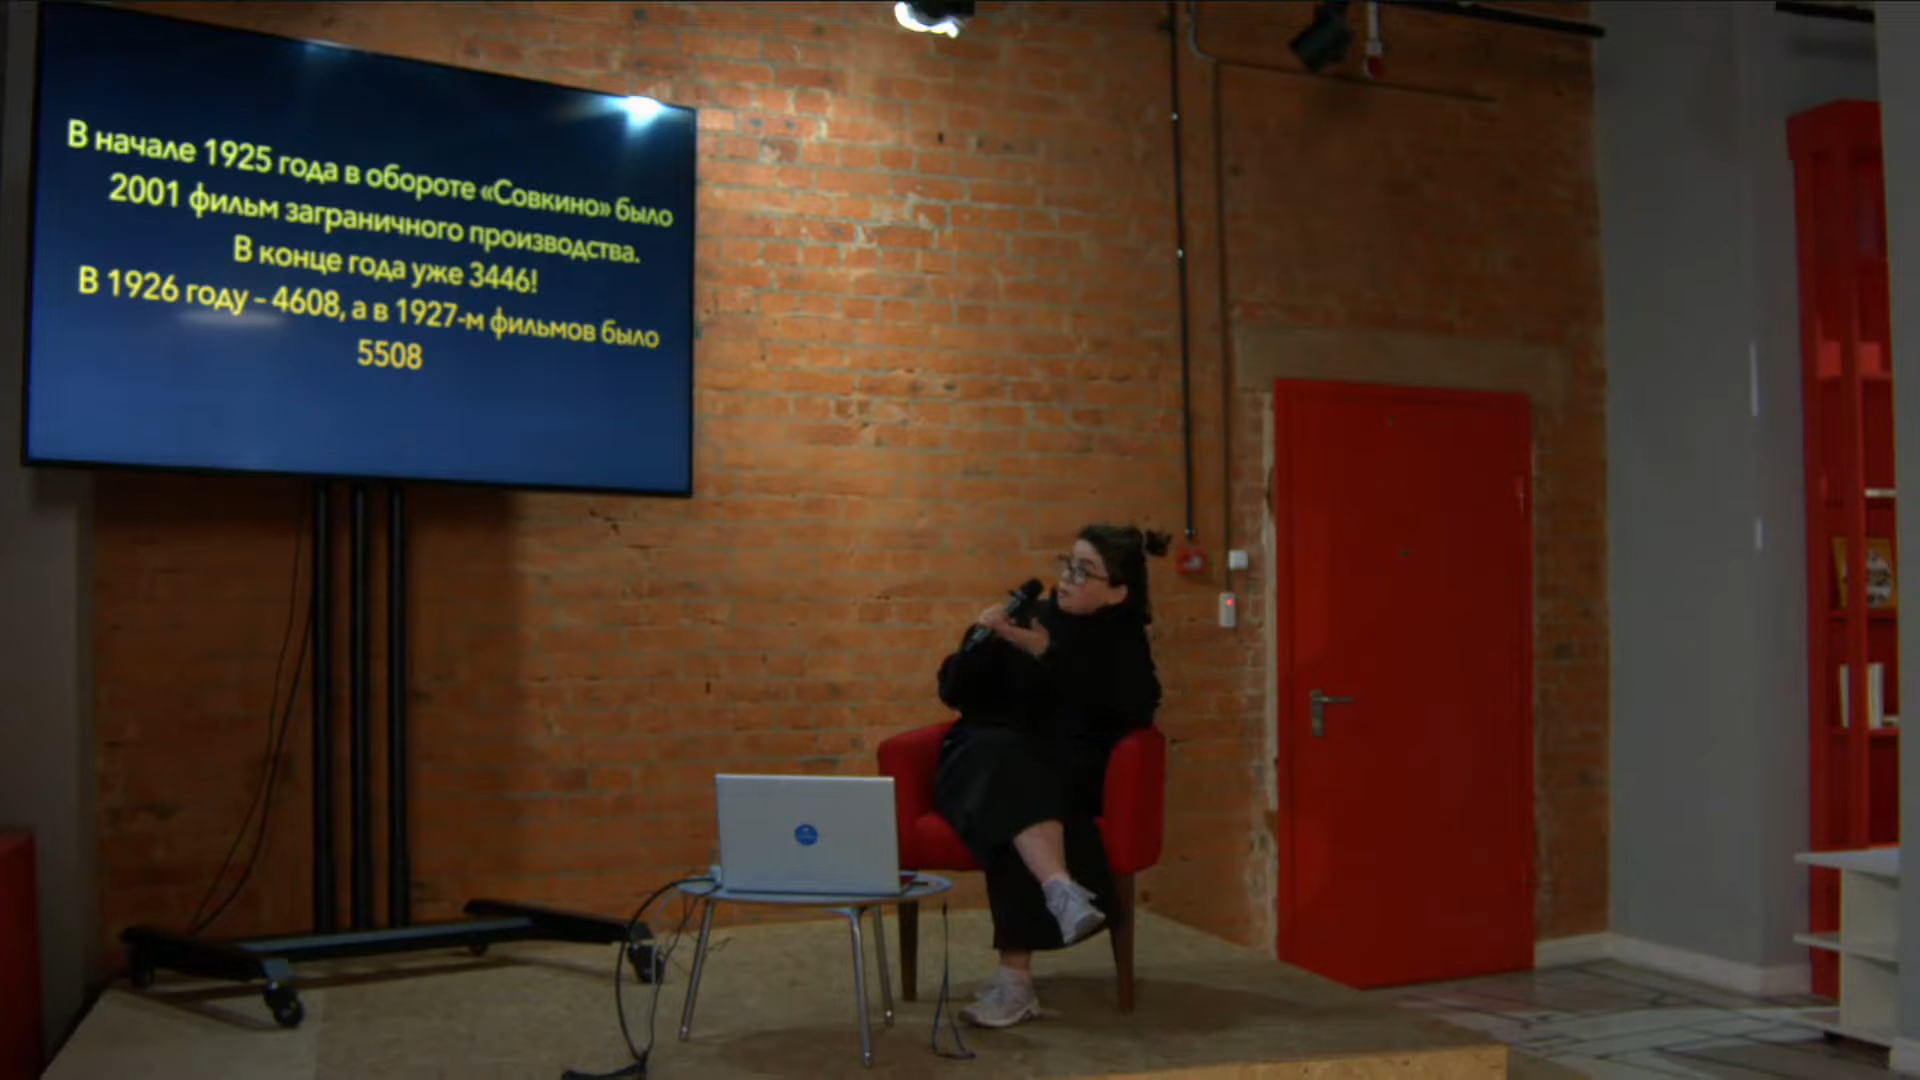 В начале 1925 года в обороте «Совкино» было
2001 фильм заграничного производства.
В конце года уже 3446!
В 1926 году - 4608, а в 1927-м фильмов было
5508